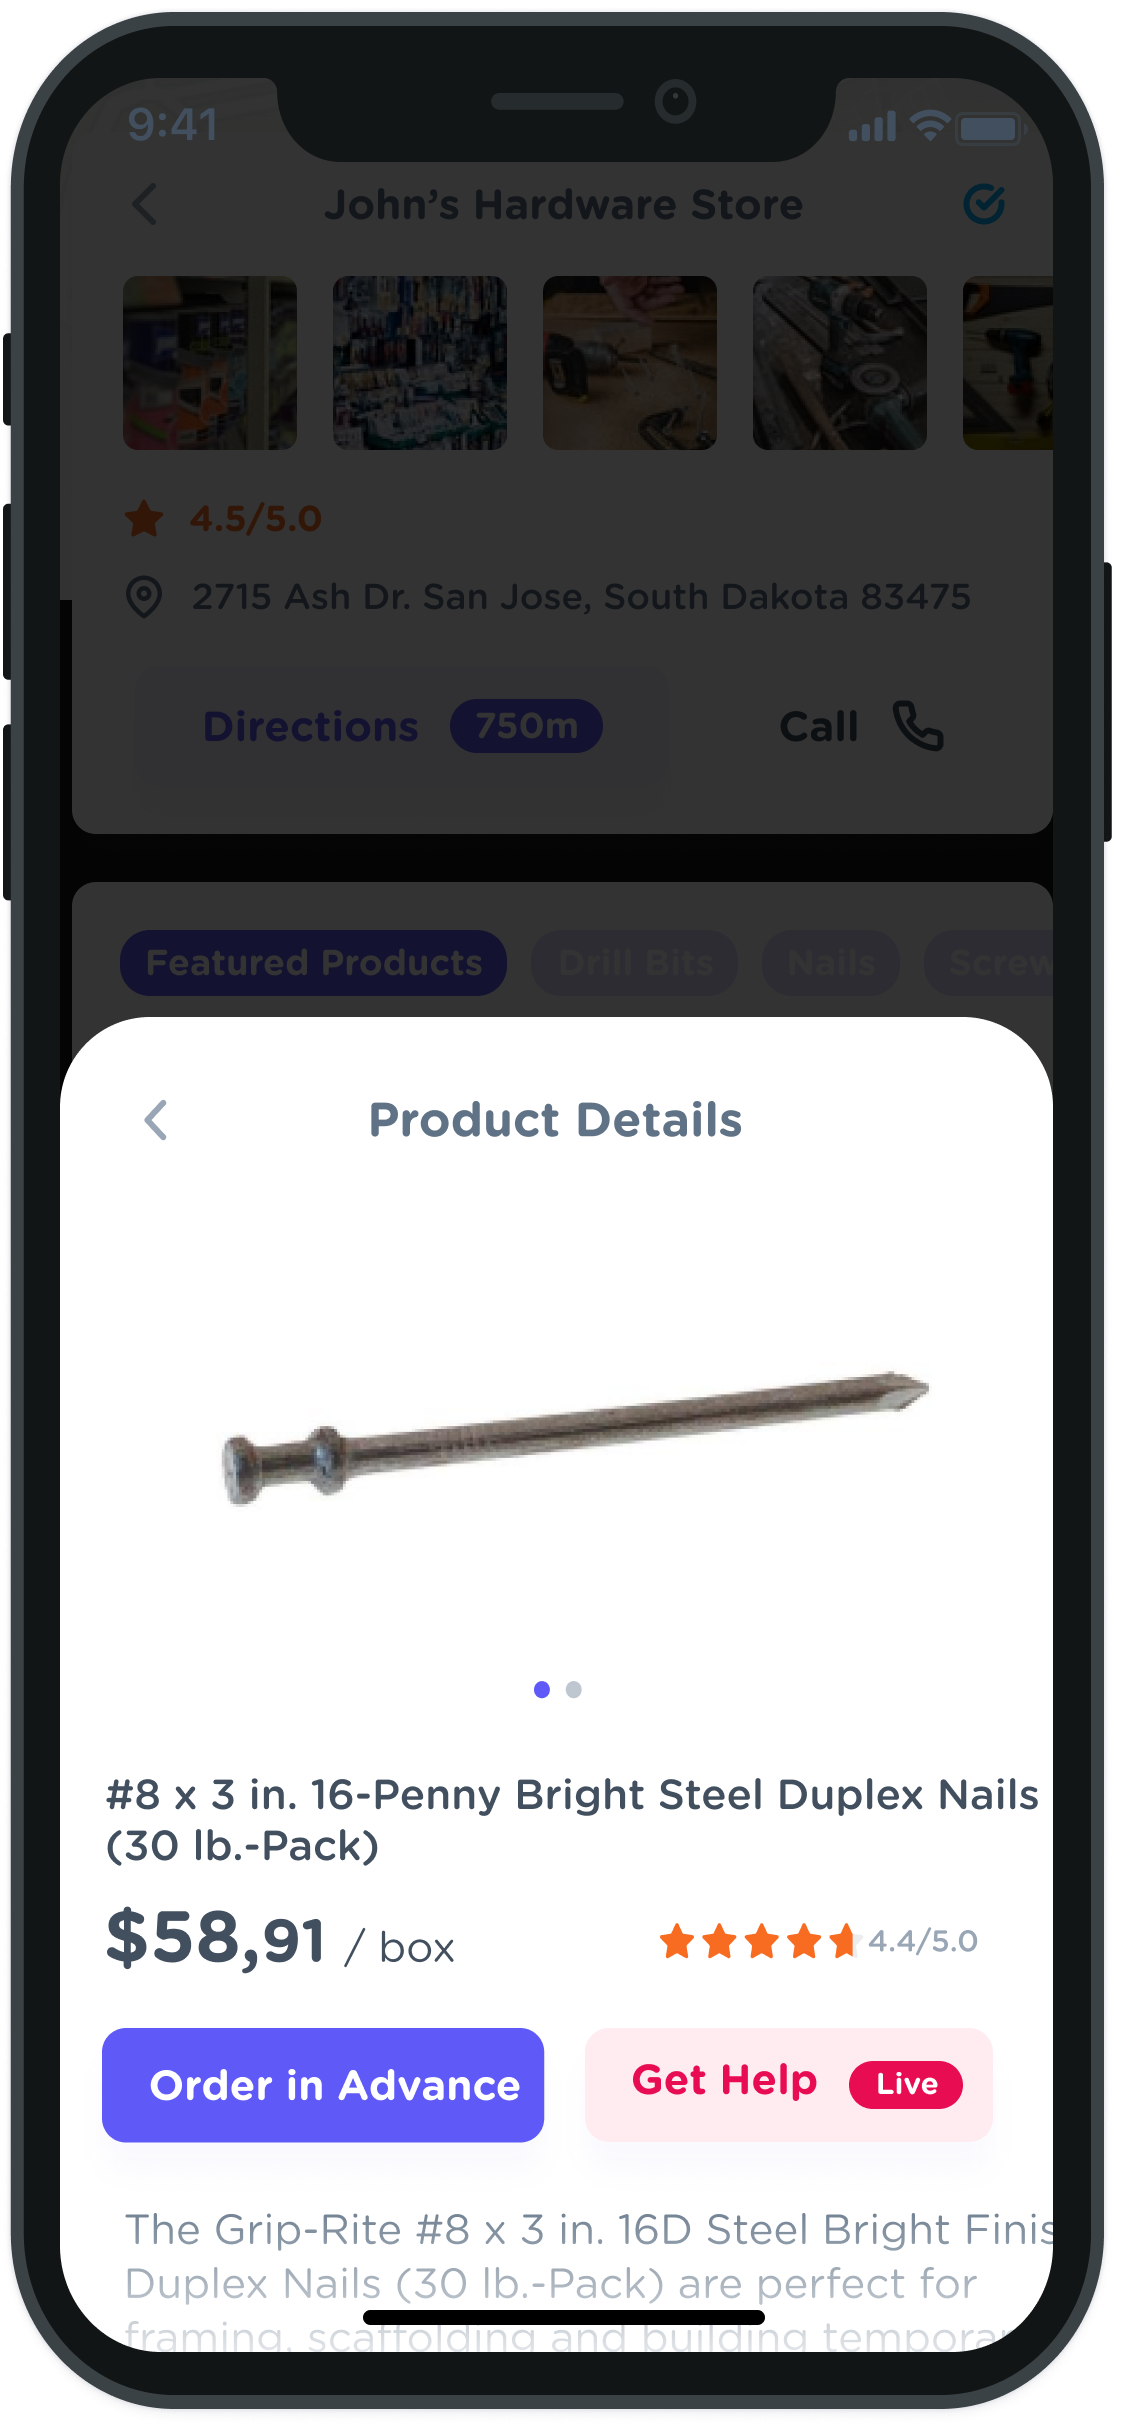 9:41
John’s Hardware Store
4.5/5.0
2715 Ash Dr. San Jose, South Dakota 83475
Directions 750m Call
Featured Products Drill Bits Nails Screw
Product Details
#8 x 3 in. 16-Penny Bright Steel Duplex Nails
(30 lb.-Pack)
$58,91 / box 4.4/5.0
Order in Advance Get Help Live
The Grip-Rite #8 x 3 in. 16D Steel Bright Finis
Duplex Nails (30 lb.-Pack) are perfect for
framing, scaffolding and building temporar